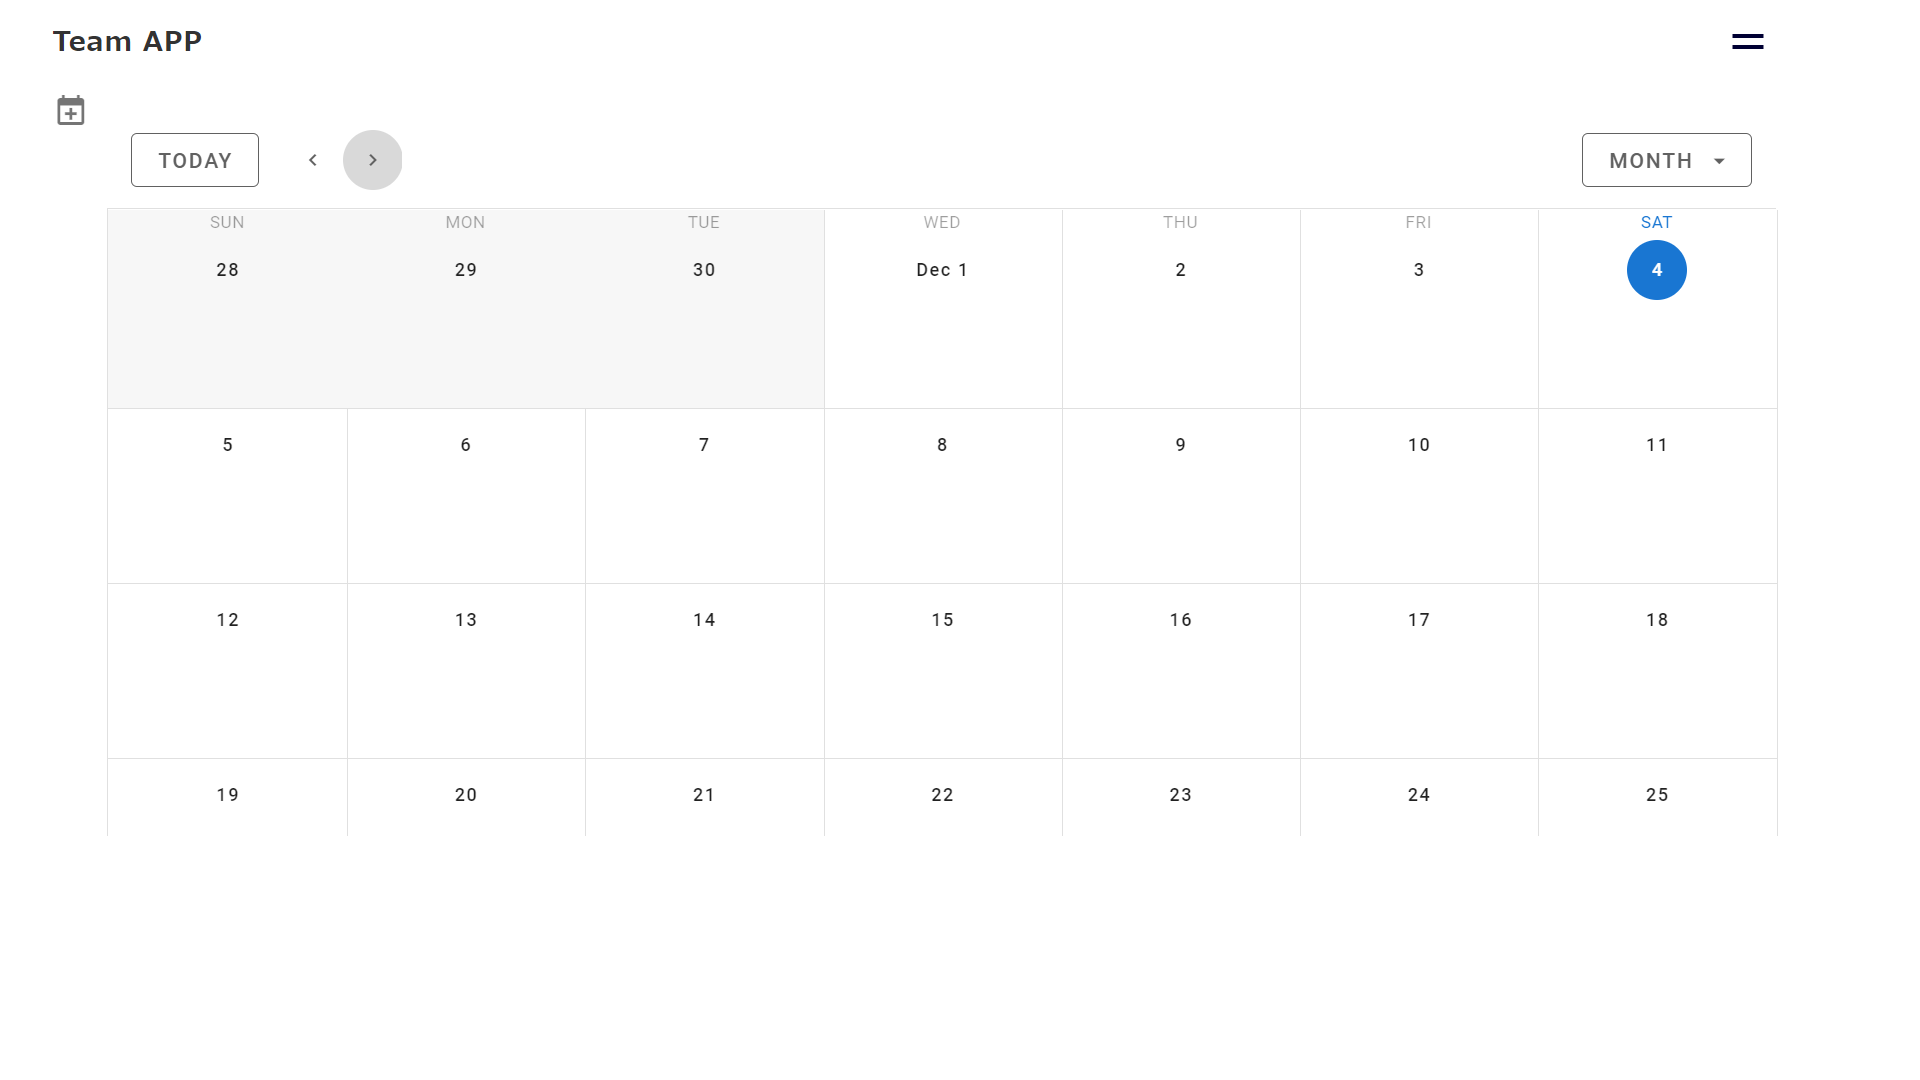 Team APP
TODAY MONTH
SUN MON TUE WED THU FRI SAT
28 29 30 Dec 1 2 3 4
5 6 7 8 9 10 11
12 13 14 15 16 17 18
19 20 21 22 23 24 25